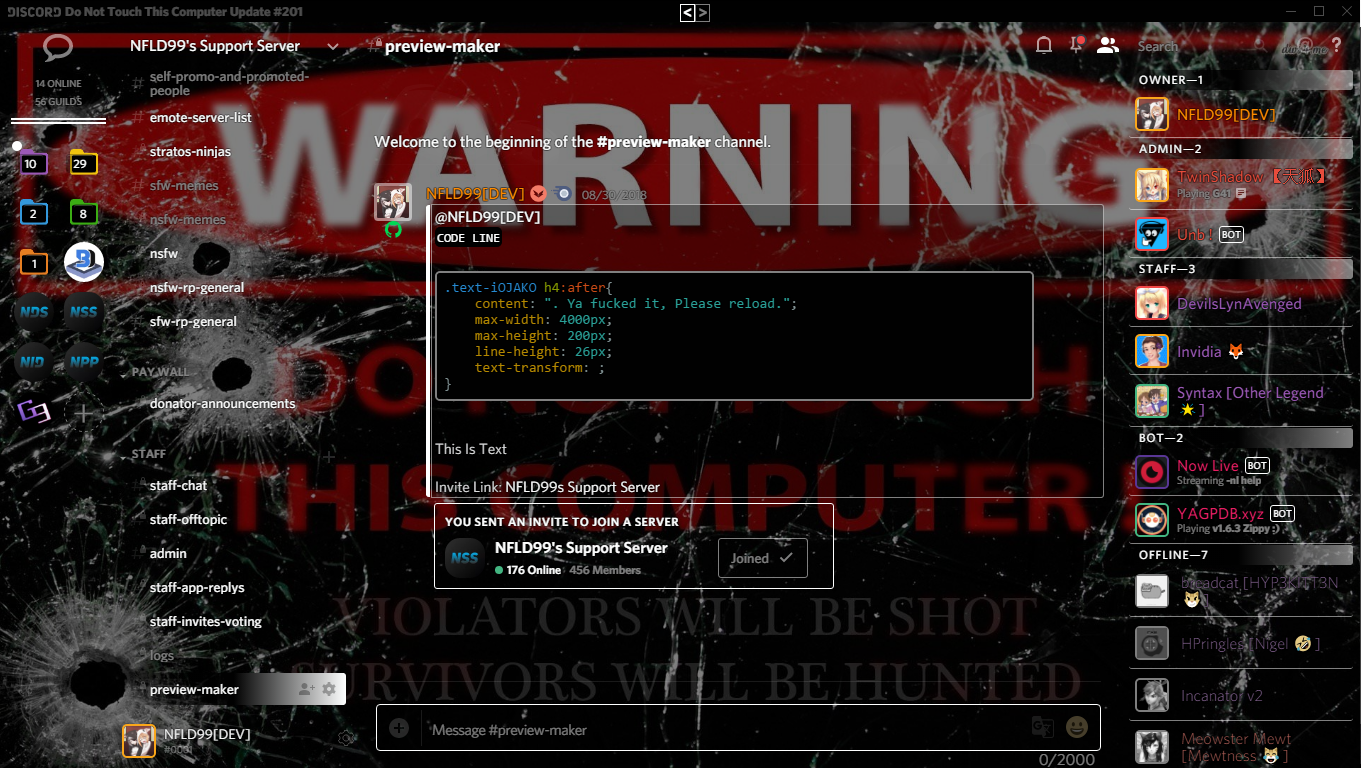 DISCORD Do Not Touch This Computer Update #201
<>
NFLD99's Support Server
14 ONLINE
56 GUILDS
10
29
2
8
1
NDS
NSS
NID
NPP
self-promo-and-promoted-
people
emote-server-list
stratos-ninjas
sfw-memes
nsfw-memes
nsfw
nsfw-rp-general
sfw-rp-general
PAY WALL
donator-announcements
STAFF
staff-chat
staff-offtopic
admin
staff-app-replys
staff-invites-voting
logs
preview-maker
NFLD99[DEV]
#0001
#preview-maker
Search
WARNING
DO NOT TOUCH
THIS COMPUTER
VIOLATORS WILL BE SHOT
SURVIVORS WILL BE HUNTED
Welcome to the beginning of the #preview-maker channel.
NFLD99[DEV] 08/30/2018
@NFLD99[DEV]
CODE LINE
.text-iOJAKO h4:after{
content: ". Ya fucked it, Please reload.";
max-width: 4000px;
max-height: 200px;
line-height: 26px;
text-transform: ;
}
This Is Text
Invite Link: NFLD99s Support Server
YOU SENT AN INVITE TO JOIN A SERVER
NSS
NFLD99's Support Server
176 Online 456 Members
Joined
Message #preview-maker
0/2000
OWNER—1
NFLD99[DEV]
ADMIN—2
TwinShadow【天狐】
Playing G41
Unb! BOT
STAFF—3
DevilsLynAvenged
Invidia 🦊
Syntax [Other Legend
⭐]
BOT—2
Now Live BOT
Streaming -nl help
YAGPDB.xyz BOT
Playing v1.6.3 Zippy :)
OFFLINE—7
breadcat [HYP3KITT3N
🐱]
HPringles [Nigel 🤣]
Incanator v2
Meowster Mewt
[Mewtness 😹]